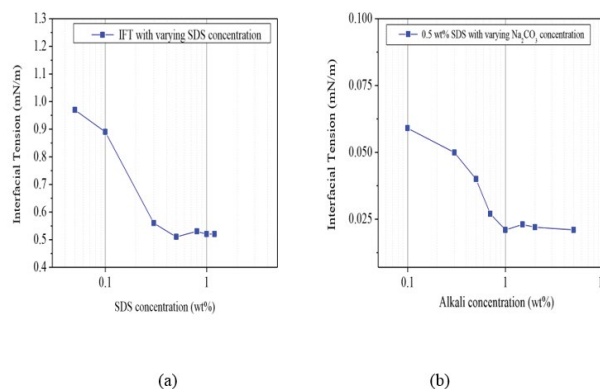 IFT with varying SDS concentration
1.3
1.2
1.1
1.0
0.9
0.8
0.7
0.6
0.5
0.4
Interfacial Tension (mN/m)
0.1
1
SDS concentration (wt%)
(a)
0.5 wt% SDS with varying Na₂CO₃ concentration
0.100
0.075
0.050
0.025
Interfacial Tension (mN/m)
0.1
1
1
Alkali concentration (wt%)
(b)